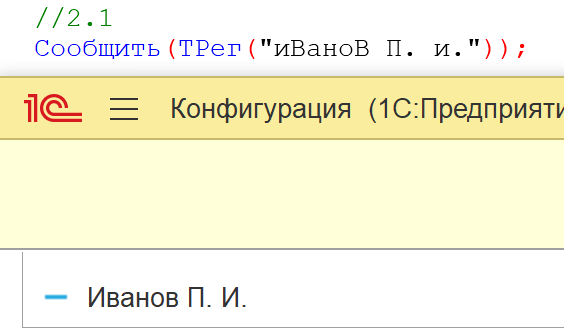 //2.1
Сообщить(ТРег("иВаноВ П. и."));
1С Конфигурация (1С:Предприяти
Иванов П. И.